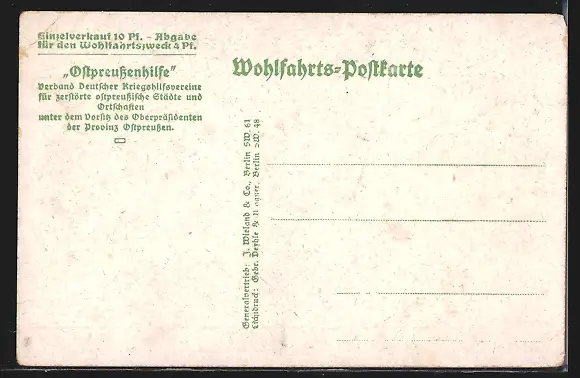 Einzelverkauf 10 Pf. - Abgabe
für den Wohlfahrtszweck 4 Pf.
„Ostpreußenhilfe"
Verband Deutscher Kriegshilfsvereine
für zerstörte ostpreußische Städte und
Ortschaften
unter dem Vorsitz des Oberpräsidenten
der Provinz Ostpreußen.
Wohlfahrts-Postkarte
Generalvertrieb: J. Wieland & Co., Berlin SW. 61
Lichtdruck: Gebr. Deyhle & Wagner, Berlin SW. 48